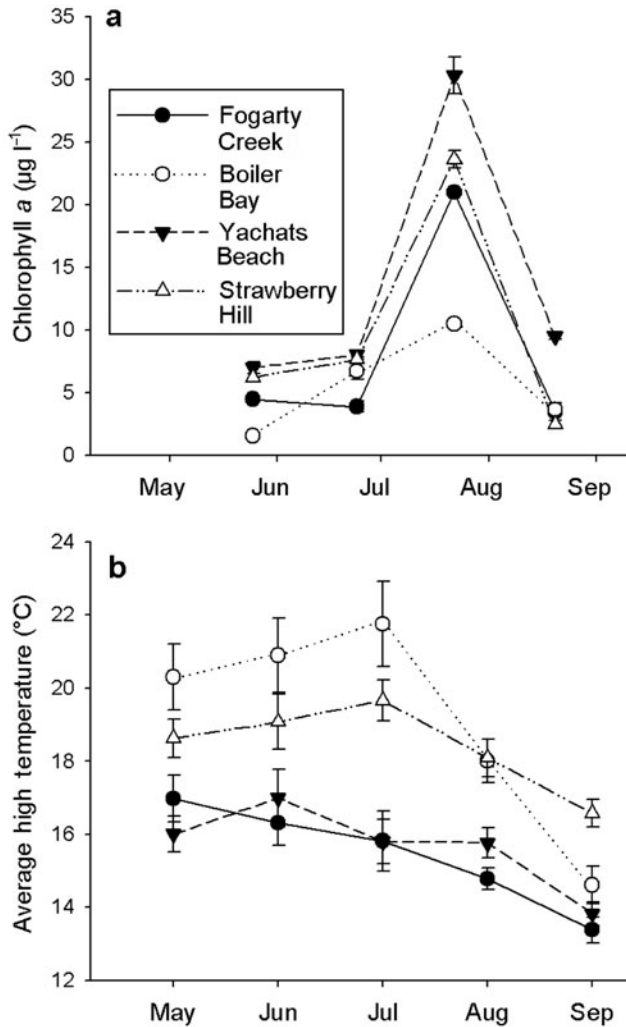 a
35
30
25
20
15
10
5
0
Chlorophyll a (µg l⁻¹)
Fogarty
Creek
Boiler
Bay
Yachats
Beach
Strawberry
Hill
May Jun Jul Aug Sep
b
24
22
20
18
16
14
12
Average high temperature (°C)
May Jun Jul Aug Sep